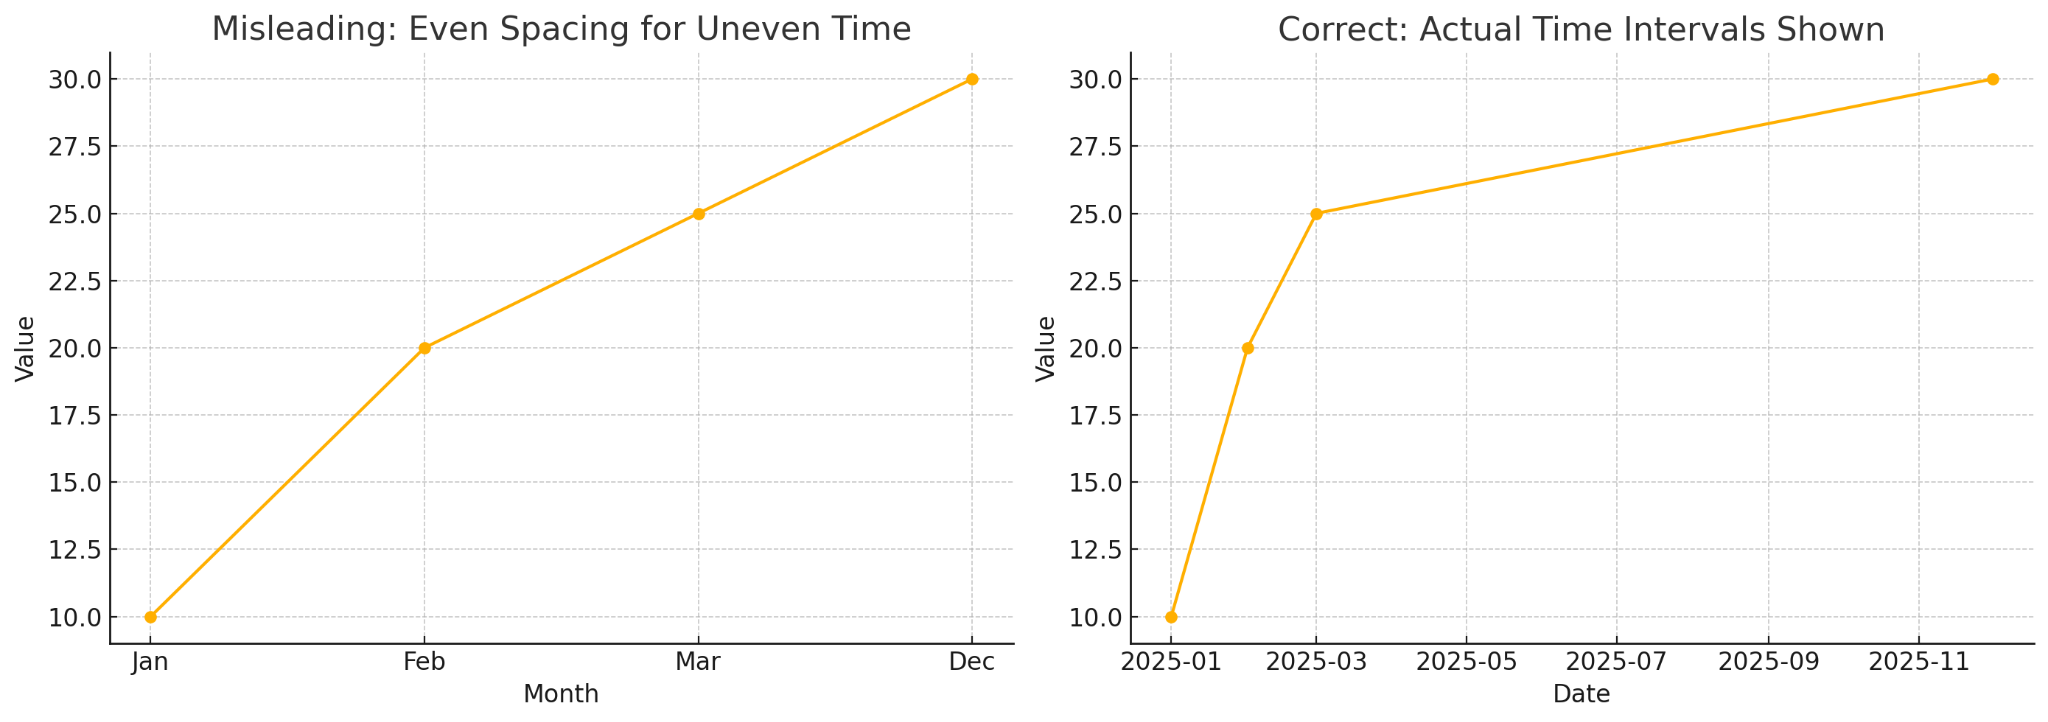 Misleading: Even Spacing for Uneven Time
30.0
27.5
25.0
22.5
20.0
17.5
15.0
12.5
10.0
Value
Jan Feb Mar Dec
Month
Correct: Actual Time Intervals Shown
30.0
27.5
25.0
22.5
20.0
17.5
15.0
12.5
10.0
Value
2025-01 2025-03 2025-05 2025-07 2025-09 2025-11
Date